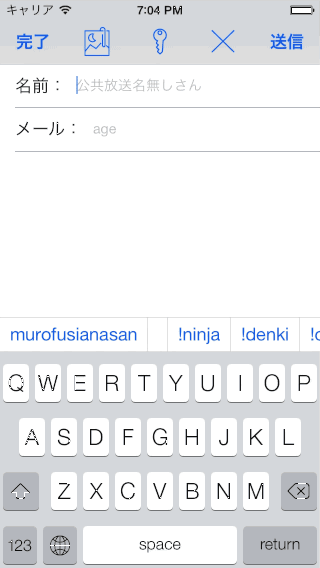 キャリア 7:04 PM
完了 送信
名前： 公共放送名無しさん
メール： age
murofusianasan !ninja !denki
Q W E R T Y U I O P
A S D F G H J K L
Z X C V B N M
123 space return